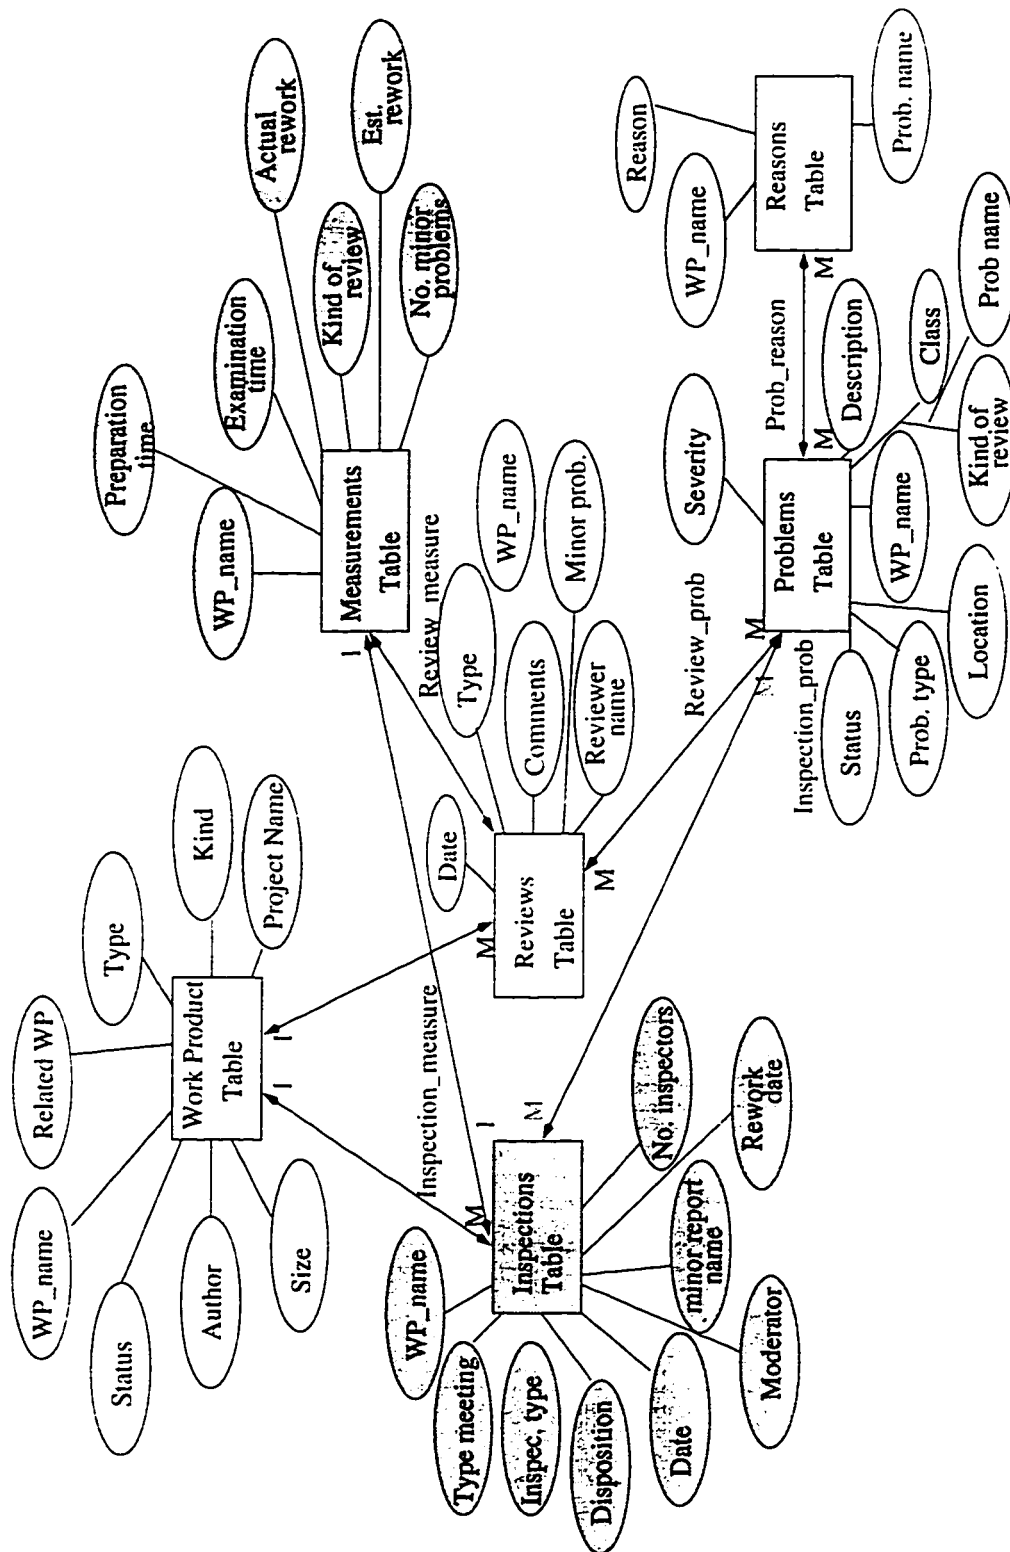 WP_name
Related WP
Type
Kind
Project Name
Status
Author
Size
Work Product
Table
1
1
Preparation
time
Examination
time
Actual
rework
WP_name
Kind of
review
Est.
rework
No. minor
problems
Measurements
Table
1
Review_measure
Inspection_measure
Date
Type
WP_name
Comments
Minor prob.
Reviewer
name
Reviews
Table
M
M
WP_name
Type meeting
Inspec, type
Disposition
Date
Moderator
minor report
name
Rework
date
No. inspectors
Inspections
Table
M
1
M
Review_prob
Inspection_prob
M
M
Severity
Problems
Table
Status
Prob. type
Location
WP_name
Kind of
review
Prob name
Class
Description
M
Prob_reason
M
WP_name
Reason
Reasons
Table
Prob. name